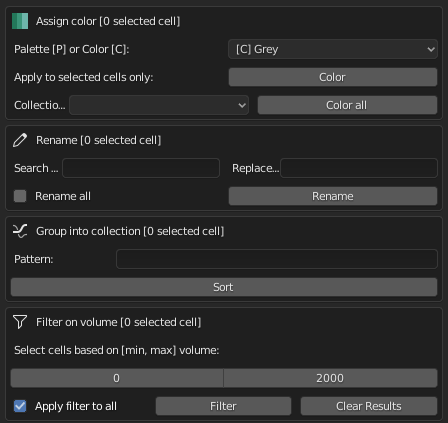 Assign color [0 selected cell]
Palette [P] or Color [C]: [C] Grey
Apply to selected cells only: Color
Collectio... Color all
Rename [0 selected cell]
Search ... Replace...
Rename all Rename
Group into collection [0 selected cell]
Pattern:
Sort
Filter on volume [0 selected cell]
Select cells based on [min, max] volume:
0 2000
Apply filter to all Filter Clear Results